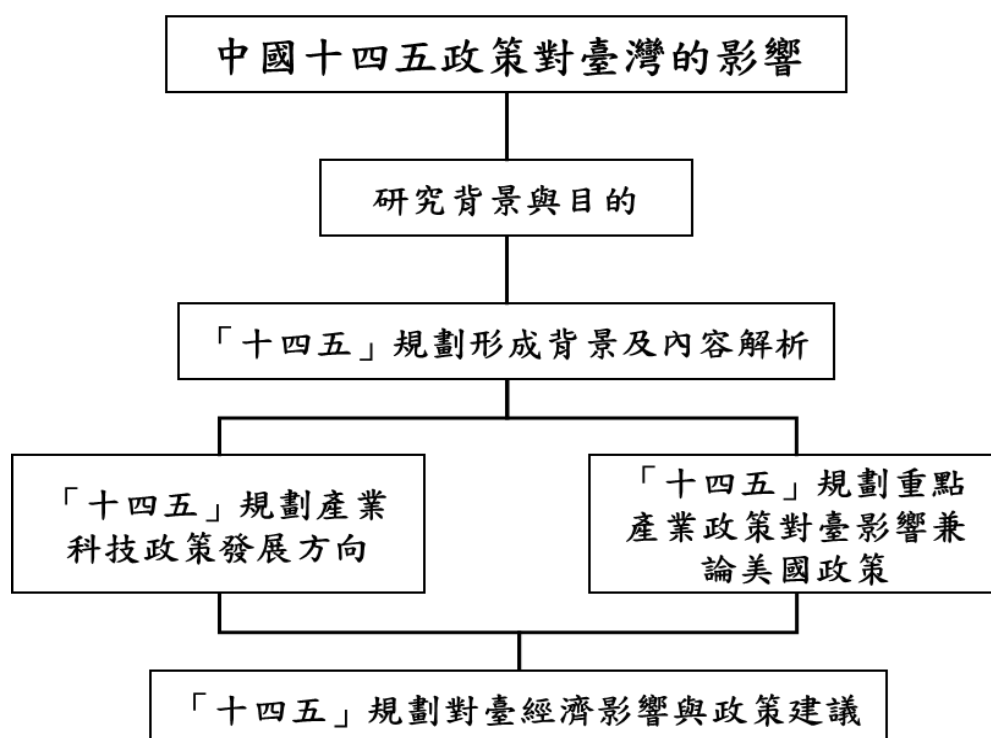 中國十四五政策對臺灣的影響
研究背景與目的
「十四五」規劃形成背景及內容解析
「十四五」規劃產業
科技政策發展方向
「十四五」規劃重點
產業政策對臺影響兼
論美國政策
「十四五」規劃對臺經濟影響與政策建議